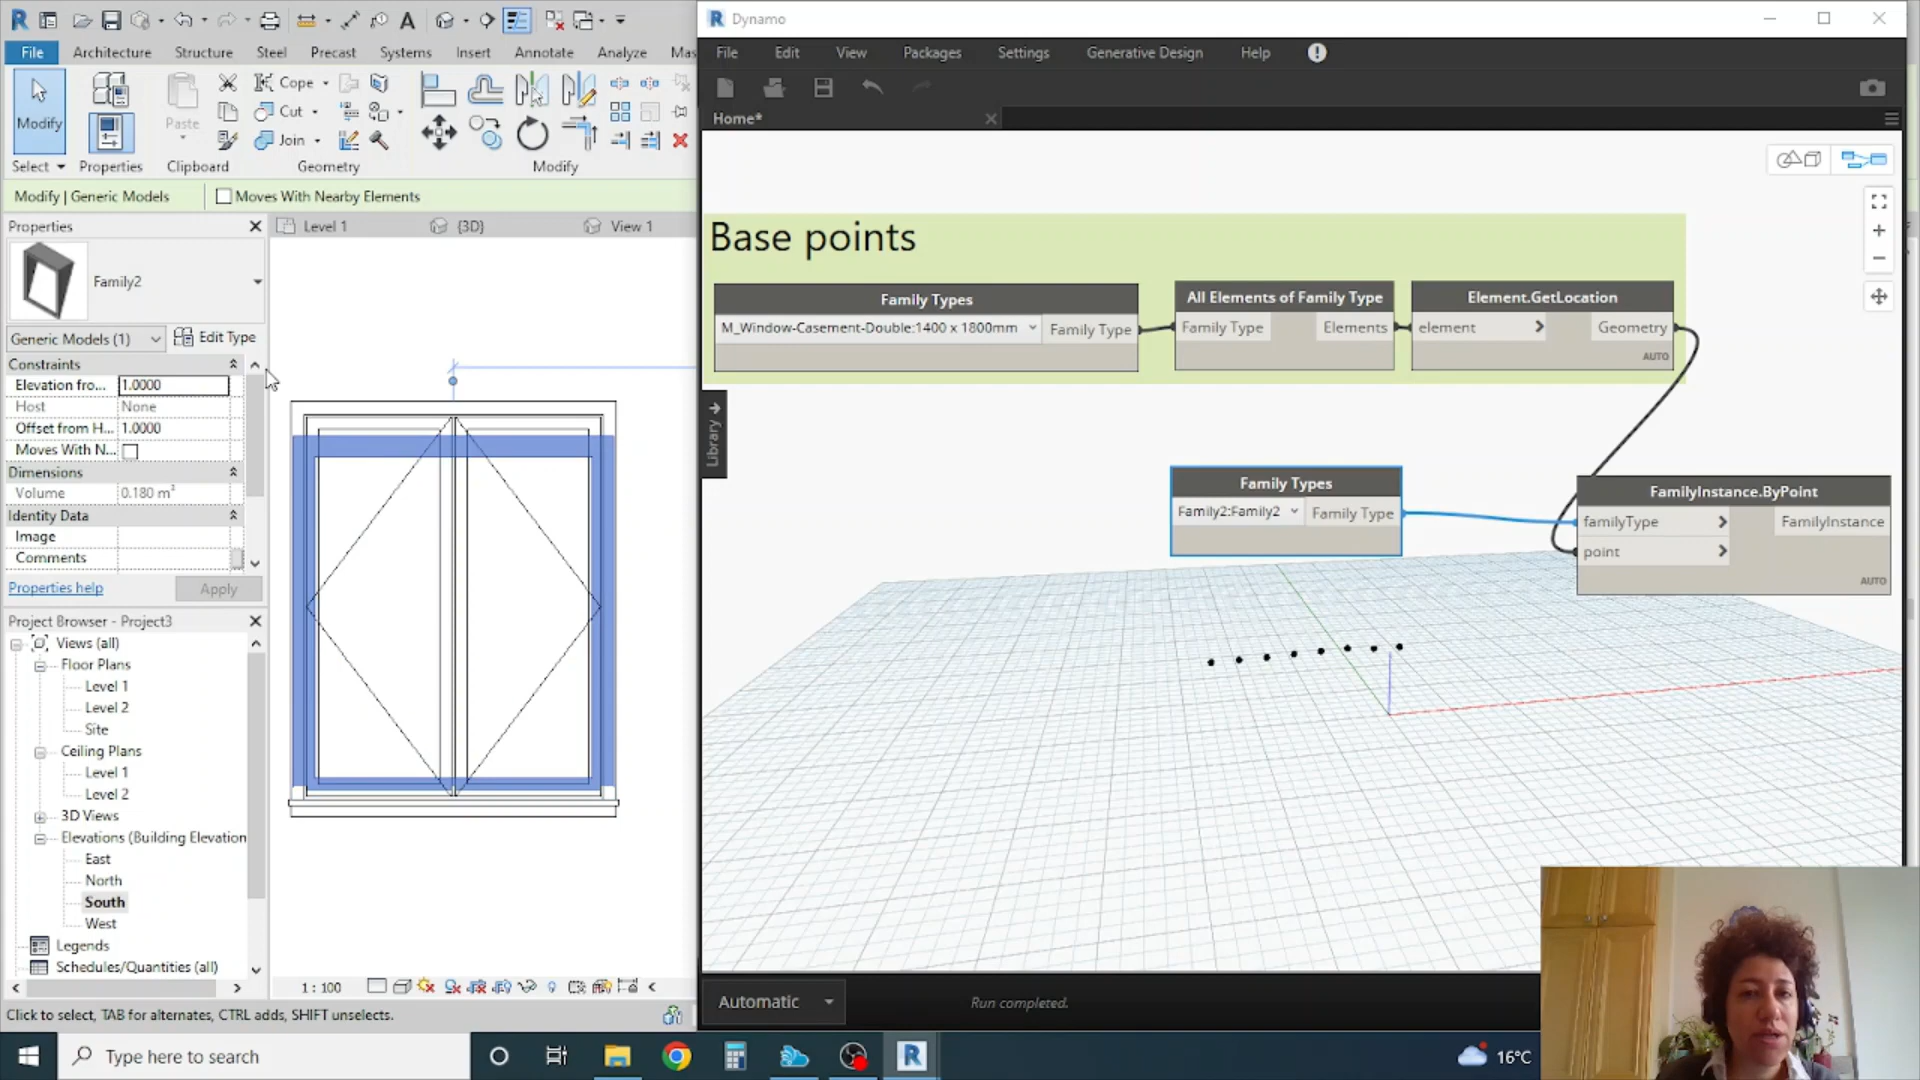 File
Architecture
Structure
Steel
Precast
Systems
Insert
Annotate
Analyze
Mas
Modify
Paste
Cope
Cut
Join
Select
Properties
Clipboard
Geometry
Modify
Modify | Generic Models
Moves With Nearby Elements
Properties
Family2
Generic Models (1)
Edit Type
Constraints
Elevation fro... 1.0000
Host None
Offset from H... 1.0000
Moves With N...
Dimensions
Volume 0.180 m³
Identity Data
Image
Comments
Properties help
Apply
Project Browser - Project3
Views (all)
Floor Plans
Level 1
Level 2
Site
Ceiling Plans
Level 1
Level 2
3D Views
Elevations (Building Elevation
East
North
South
West
Legends
Schedules/Quantities (all)
Level 1
{3D}
View 1
1 : 100
Click to select, TAB for alternates, CTRL adds, SHIFT unselects.
Dynamo
File
Edit
View
Packages
Settings
Generative Design
Help
Home*
Base points
Family Types
M_Window-Casement-Double:1400 x 1800mm
Family Type
All Elements of Family Type
Family Type
Elements
Element.GetLocation
element
Geometry
AUTO
Library
Family Types
Family2:Family2
Family Type
FamilyInstance.ByPoint
familyType
FamilyInstance
point
AUTO
Automatic
Run completed.
Type here to search
16°C